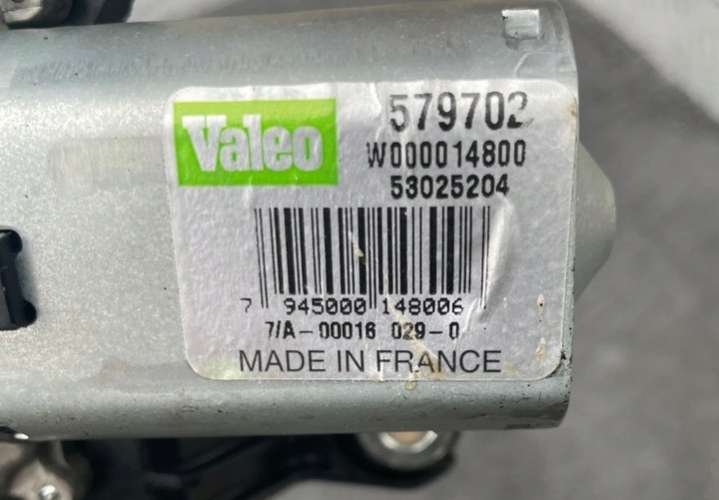 Valeo
579702
W000014800
53025204
7 945000 148006
7/A-00016 029-0
MADE IN FRANCE